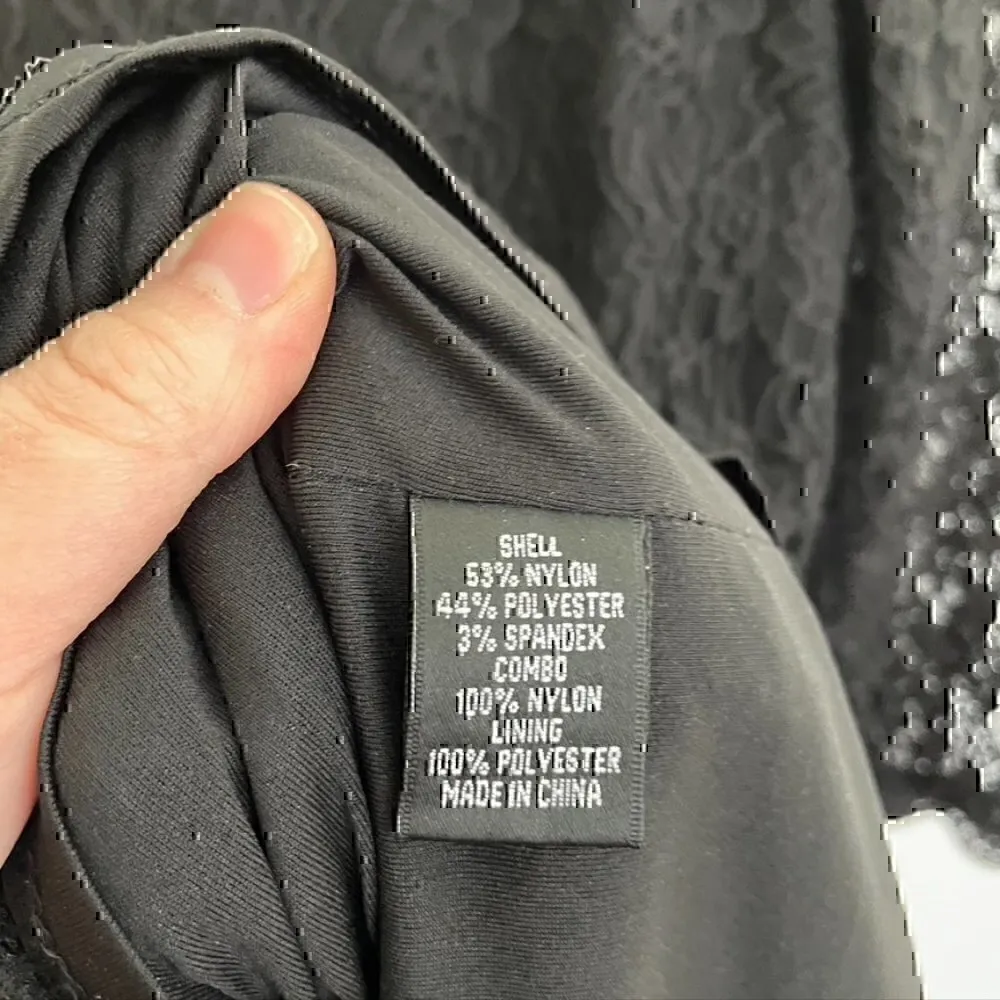 SHELL
53% NYLON
44% POLYESTER
3% SPANDEX
COMBO
100% NYLON
LINING
100% POLYESTER
MADE IN CHINA